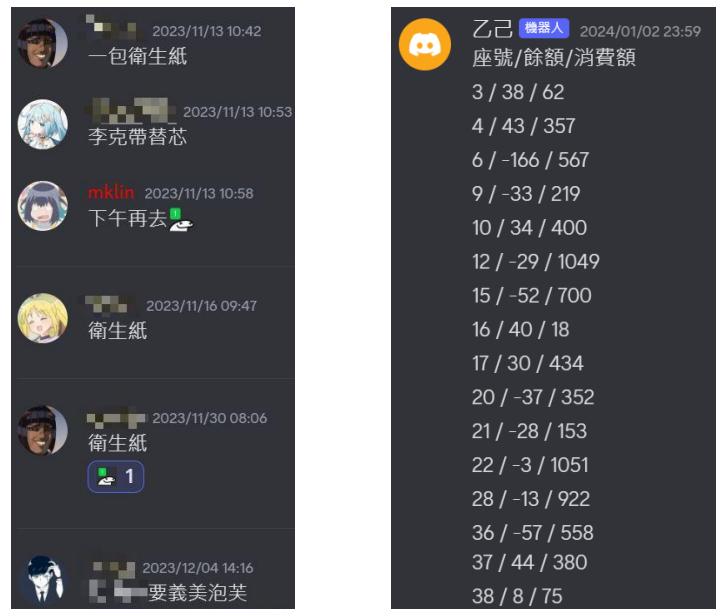 2023/11/13 10:42
一包衛生紙
2023/11/13 10:53
李克帶替芯
mklin 2023/11/13 10:58
下午再去
2023/11/16 09:47
衛生紙
2023/11/30 08:06
衛生紙
1
2023/12/04 14:16
要義美泡芙
乙己 機器人 2024/01/02 23:59
座號/餘額/消費額
3 / 38 / 62
4 / 43 / 357
6 / -166 / 567
9 / -33 / 219
10 / 34 / 400
12 / -29 / 1049
15 / -52 / 700
16 / 40 / 18
17 / 30 / 434
20 / -37 / 352
21 / -28 / 153
22 / -3 / 1051
28 / -13 / 922
36 / -57 / 558
37 / 44 / 380
38 / 8 / 75